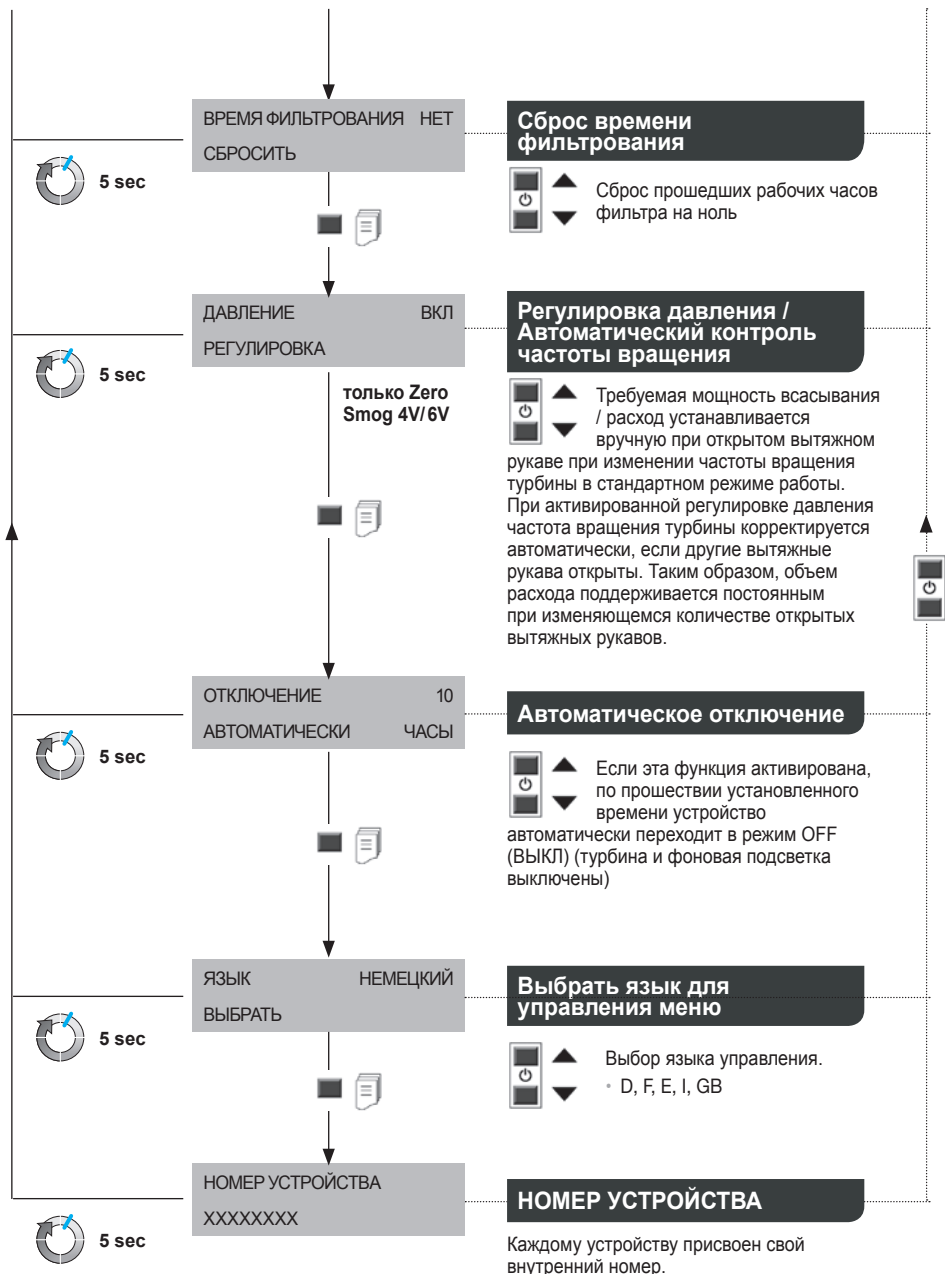 ВРЕМЯ ФИЛЬТРОВАНИЯ НЕТ
СБРОСИТЬ
5 sec
Сброс времени
фильтрования
Сброс прошедших рабочих часов
фильтра на ноль
ДАВЛЕНИЕ ВКЛ
РЕГУЛИРОВКА
5 sec
только Zero
Smog 4V/6V
Регулировка давления /
Автоматический контроль
частоты вращения
Требуемая мощность всасывания
/ расход устанавливается
вручную при открытом вытяжном
рукаве при изменении частоты вращения
турбины в стандартном режиме работы.
При активированной регулировке давления
частота вращения турбины корректируется
автоматически, если другие вытяжные
рукава открыты. Таким образом, объем
расхода поддерживается постоянным
при изменяющемся количестве открытых
вытяжных рукавов.
ОТКЛЮЧЕНИЕ 10
АВТОМАТИЧЕСКИ ЧАСЫ
5 sec
Автоматическое отключение
Если эта функция активирована,
по прошествии установленного
времени устройство
автоматически переходит в режим OFF
(ВЫКЛ) (турбина и фоновая подсветка
выключены)
ЯЗЫК НЕМЕЦКИЙ
ВЫБРАТЬ
5 sec
Выбрать язык для
управления меню
Выбор языка управления.
• D, F, E, I, GB
НОМЕР УСТРОЙСТВА
XXXXXXXX
5 sec
НОМЕР УСТРОЙСТВА
Каждому устройству присвоен свой
внутренний номер.